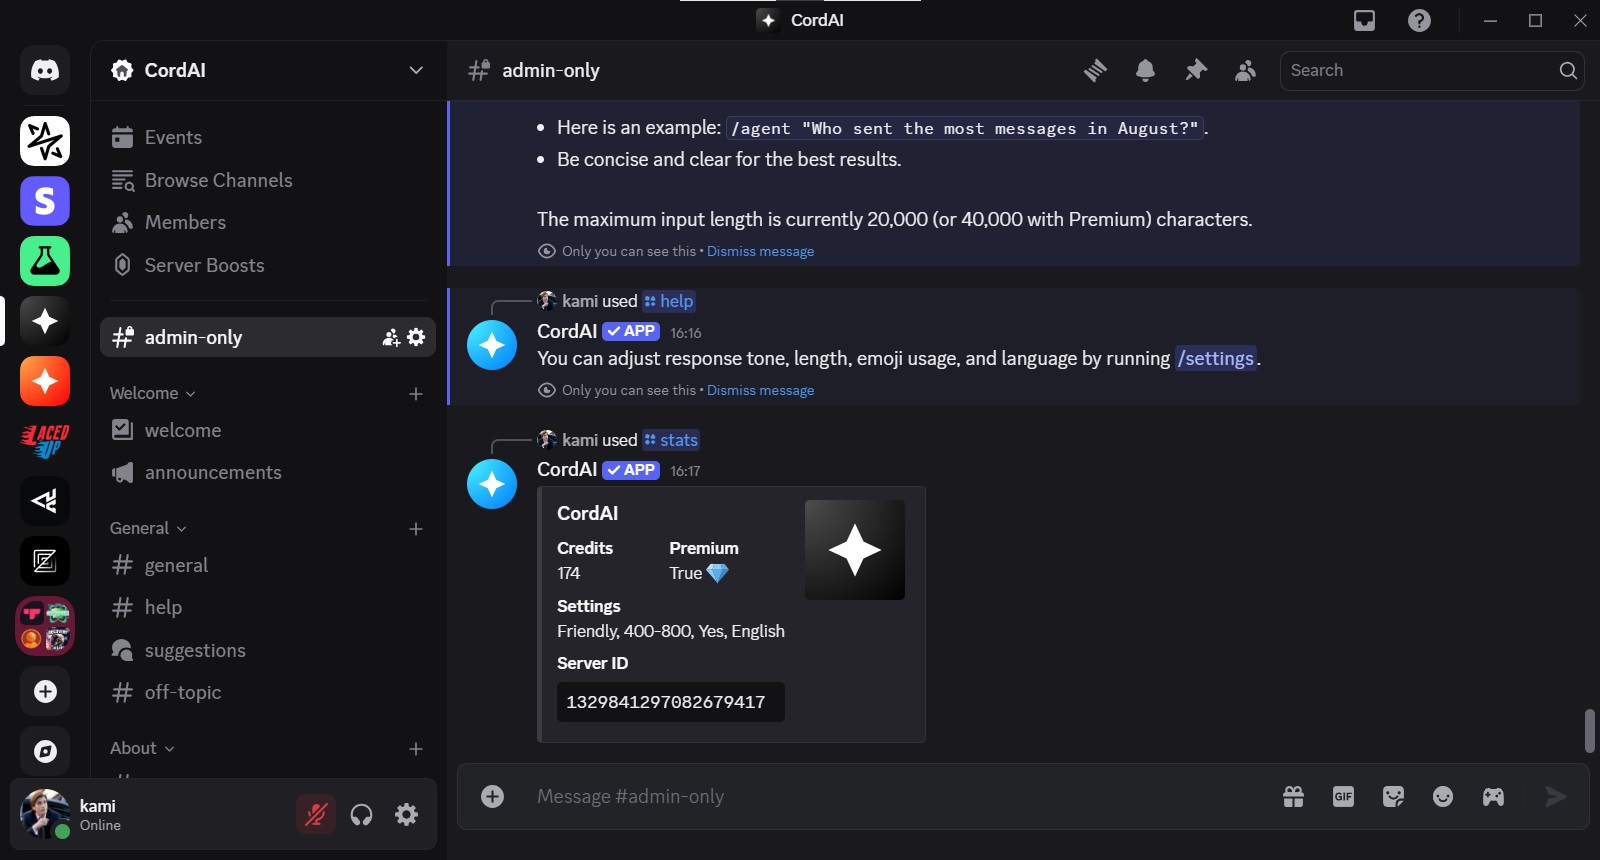 CordAI
CordAI
Events
Browse Channels
Members
Server Boosts
admin-only
Welcome
welcome
announcements
General
general
help
suggestions
off-topic
About
kami
Online
S
LACED UP
admin-only
Search
Here is an example: /agent "Who sent the most messages in August?".
Be concise and clear for the best results.
The maximum input length is currently 20,000 (or 40,000 with Premium) characters.
Only you can see this • Dismiss message
kami used help
CordAI APP 16:16
You can adjust response tone, length, emoji usage, and language by running /settings.
Only you can see this • Dismiss message
kami used stats
CordAI APP 16:17
CordAI
Credits Premium
174 True 💎
Settings
Friendly, 400-800, Yes, English
Server ID
1329841297082679417
Message #admin-only
GIF